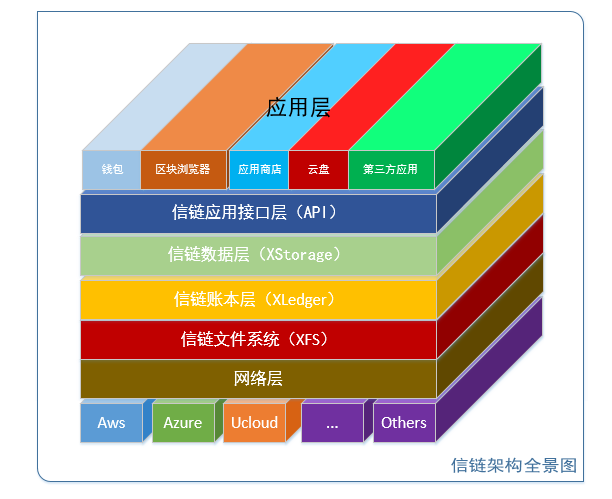 应用层
钱包 区块浏览器 应用商店 云盘 第三方应用
信链应用接口层（API）
信链数据层（XStorage）
信链账本层（XLedger）
信链文件系统（XFS）
网络层
Aws Azure Ucloud ... Others
信链架构全景图